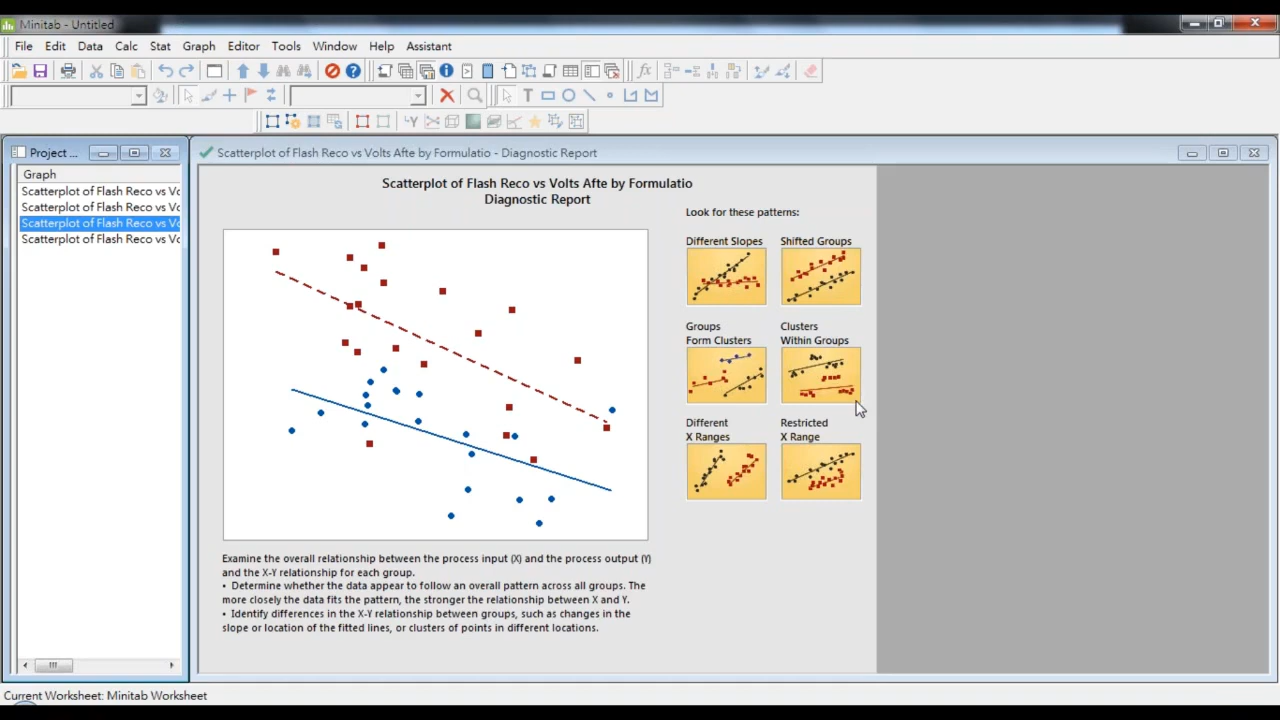 Minitab - Untitled
File Edit Data Calc Stat Graph Editor Tools Window Help Assistant
Project ...
Graph
Scatterplot of Flash Reco vs Vo
Scatterplot of Flash Reco vs Vo
Scatterplot of Flash Reco vs Vo
Scatterplot of Flash Reco vs Vo
Scatterplot of Flash Reco vs Volts Afte by Formulatio - Diagnostic Report
Scatterplot of Flash Reco vs Volts Afte by Formulatio
Diagnostic Report
Look for these patterns:
Different Slopes
Shifted Groups
Groups
Form Clusters
Clusters
Within Groups
Different
X Ranges
Restricted
X Range
Examine the overall relationship between the process input (X) and the process output (Y)
and the X-Y relationship for each group.
• Determine whether the data appear to follow an overall pattern across all groups. The
more closely the data fits the pattern, the stronger the relationship between X and Y.
• Identify differences in the X-Y relationship between groups, such as changes in the
slope or location of the fitted lines, or clusters of points in different locations.
Current Worksheet: Minitab Worksheet